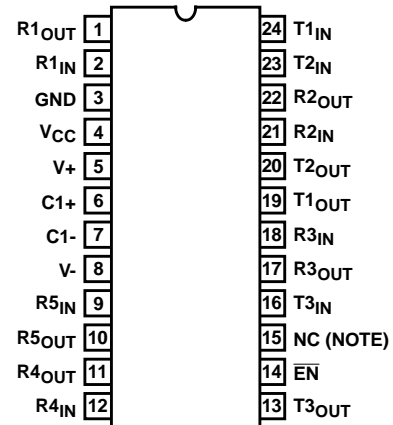 R1OUT 1 24 T1IN
R1IN 2 23 T2IN
GND 3 22 R2OUT
VCC 4 21 R2IN
V+ 5 20 T2OUT
C1+ 6 19 T1OUT
C1- 7 18 R3IN
V- 8 17 R3OUT
R5IN 9 16 T3IN
R5OUT 10 15 NC (NOTE)
R4OUT 11 14 E̅N̅
R4IN 12 13 T3OUT